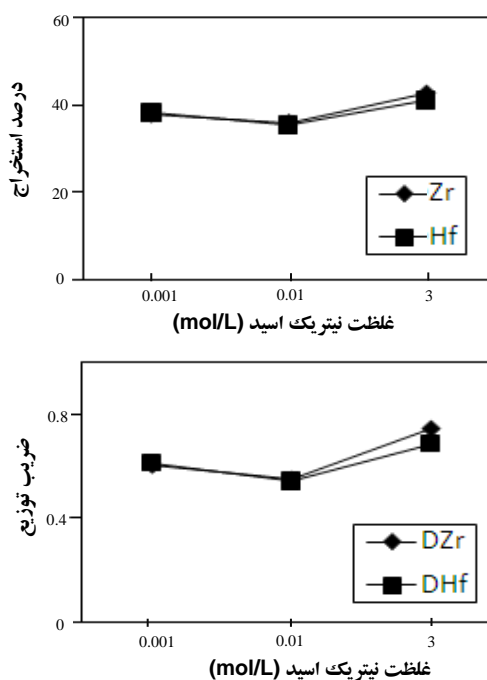 60
40
20
0
درصد استخراج
Zr
Hf
0.001
0.01
3
غلظت نیتریک اسید (mol/L)
0.8
0.4
0
ضریب توزیع
DZr
DHf
0.001
0.01
3
غلظت نیتریک اسید (mol/L)